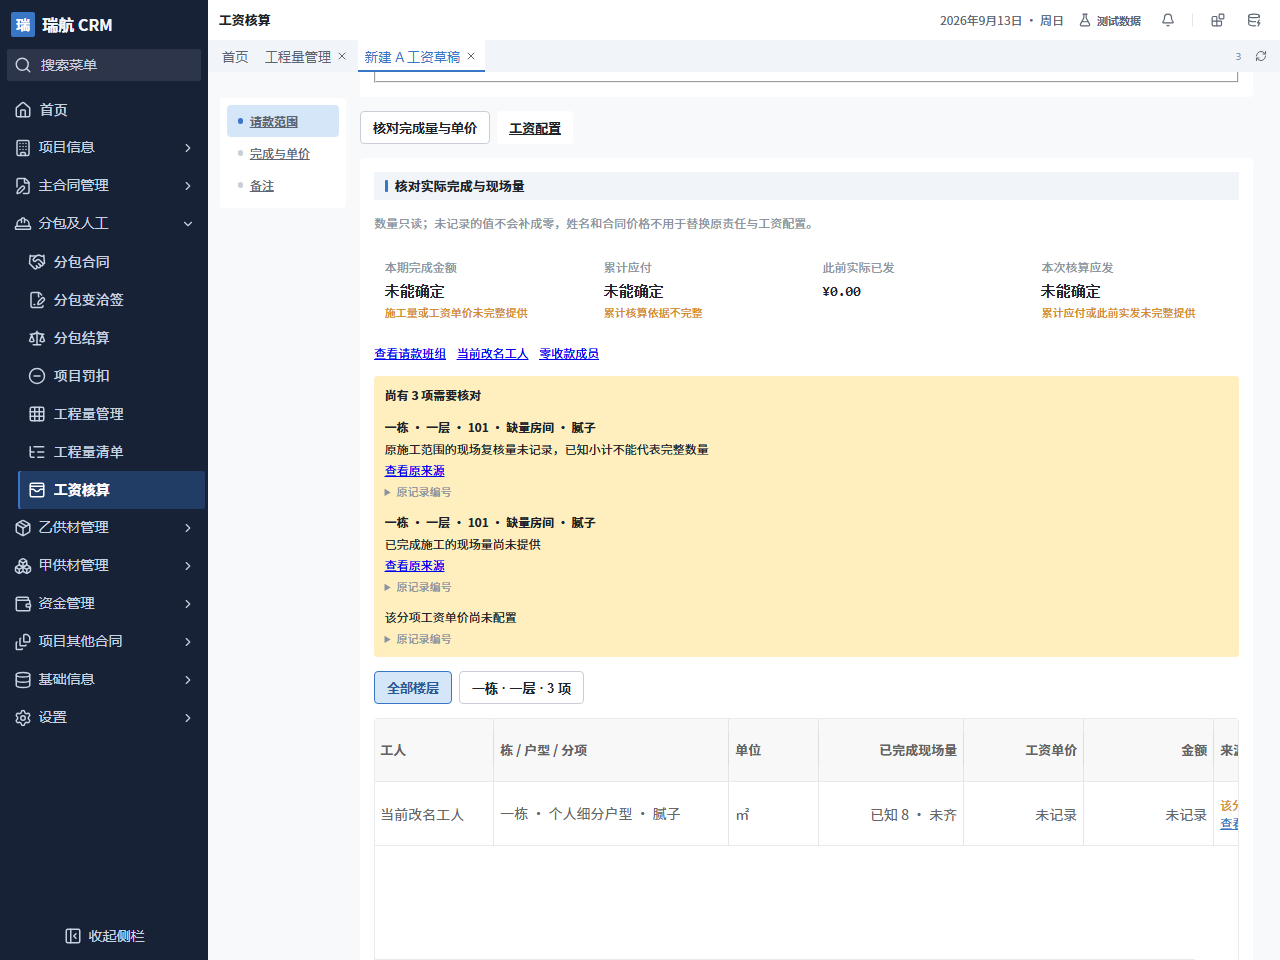 瑞 瑞航 CRM
搜索菜单
首页
项目信息
主合同管理
分包及人工
分包合同
分包变洽签
分包结算
项目罚扣
工程量管理
工程量清单
工资核算
乙供材管理
甲供材管理
资金管理
项目其他合同
基础信息
设置
收起侧栏
工资核算
2026年9月13日 · 周日 测试数据
首页 工程量管理 新建 A 工资草稿 3
请款范围
完成与单价
备注
核对完成量与单价 工资配置
核对实际完成与现场量
数量只读；未记录的值不会补成零，姓名和合同价格不用于替换原责任与工资配置。
本期完成金额 累计应付 此前实际已发 本次核算应发
未能确定 未能确定 ¥0.00 未能确定
施工量或工资单价未完整提供 累计核算依据不完整 累计应付或此前实发未完整提供
查看请款班组 当前改名工人 零收款成员
尚有 3 项需要核对
一栋 · 一层 · 101 · 缺量房间 · 腻子
原施工范围的现场复核量未记录，已知小计不能代表完整数量
查看原来源
原记录编号
一栋 · 一层 · 101 · 缺量房间 · 腻子
已完成施工的现场量尚未提供
查看原来源
原记录编号
该分项工资单价尚未配置
原记录编号
全部楼层 一栋 · 一层 · 3 项
工人 栋 / 户型 / 分项 单位 已完成现场量 工资单价 金额 来
当前改名工人 一栋 · 个人细分户型 · 腻子 ㎡ 已知 8 · 未齐 未记录 未记录 该
查